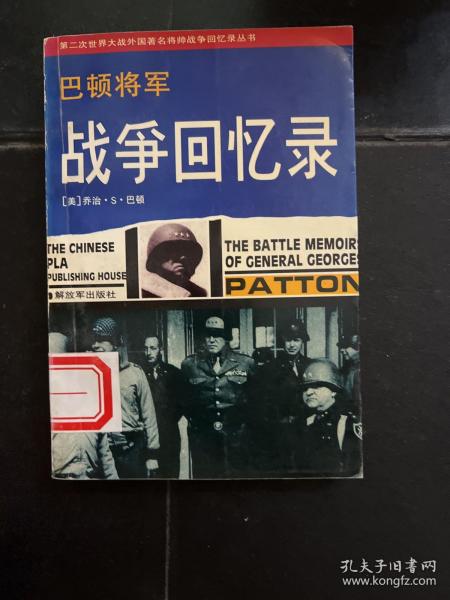 第二次世界大战外国著名将帅战争回忆录丛书
巴顿将军
战争回忆录
[美]乔治·S·巴顿
THE CHINESE
PLA
PUBLISHING HOUSE
解放军出版社
THE BATTLE MEMOIR
OF GENERAL GEORGES
PATTON
孔夫子旧书网
www.kongfz.com